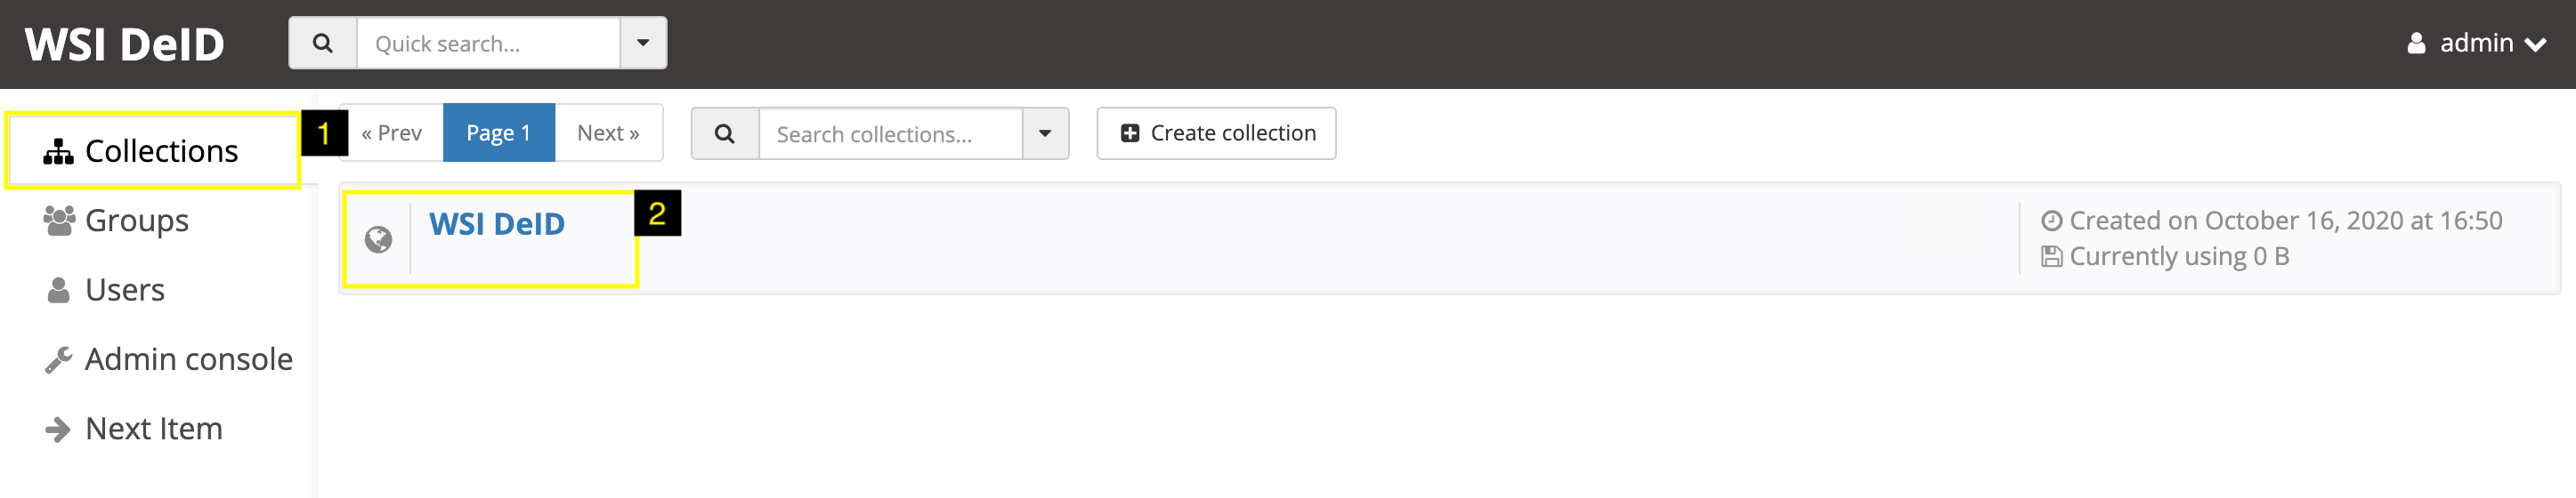 WSI DeID
Quick search...
admin
Collections
1
« Prev
Page 1
Next »
Search collections...
Create collection
Groups
Users
Admin console
Next Item
WSI DeID
2
Created on October 16, 2020 at 16:50
Currently using 0 B